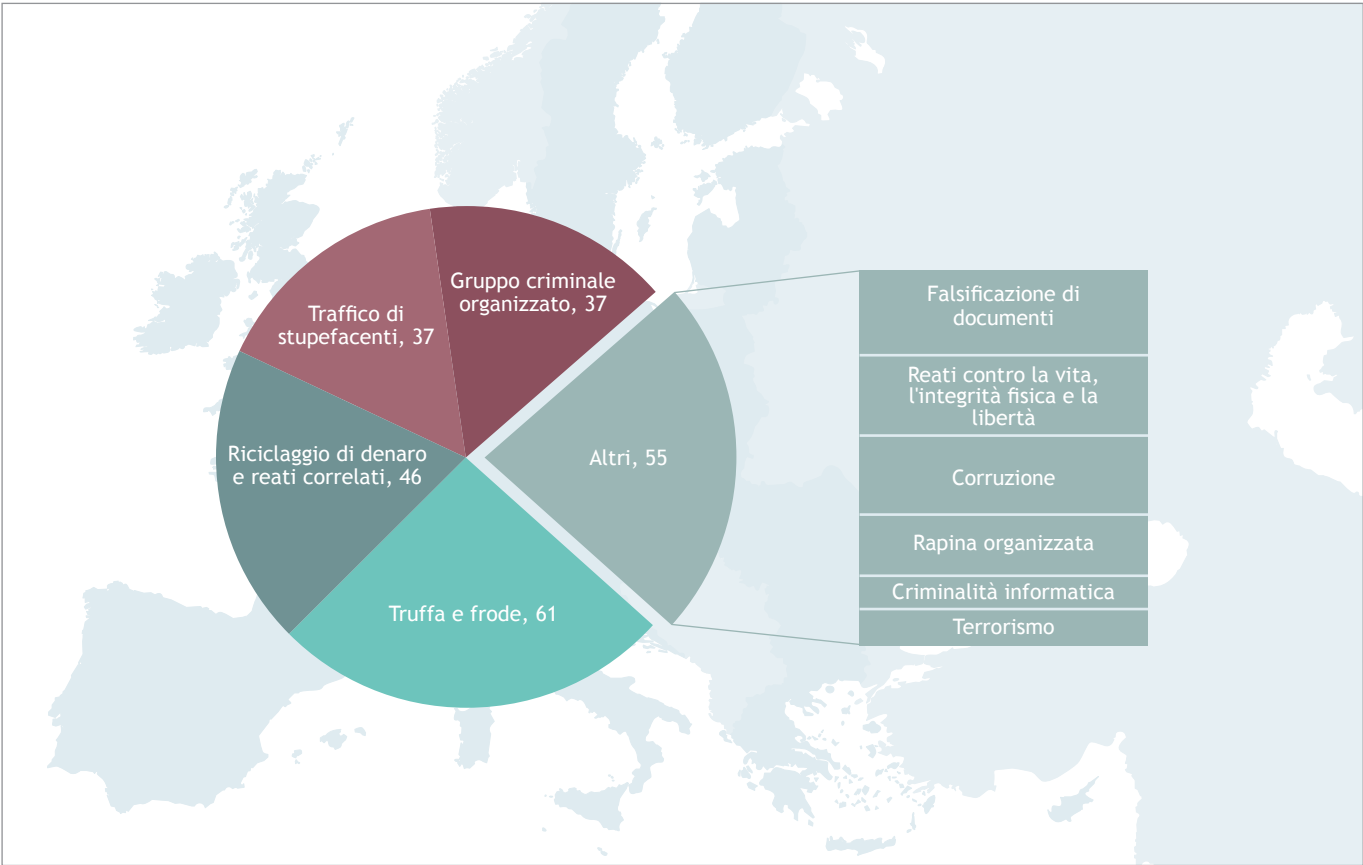 Gruppo criminale
organizzato, 37
Traffico di
stupefacenti, 37
Riciclaggio di denaro
e reati correlati, 46
Truffa e frode, 61
Altri, 55
Falsificazione di
documenti
Reati contro la vita,
l'integrità fisica e la
libertà
Corruzione
Rapina organizzata
Criminalità informatica
Terrorismo